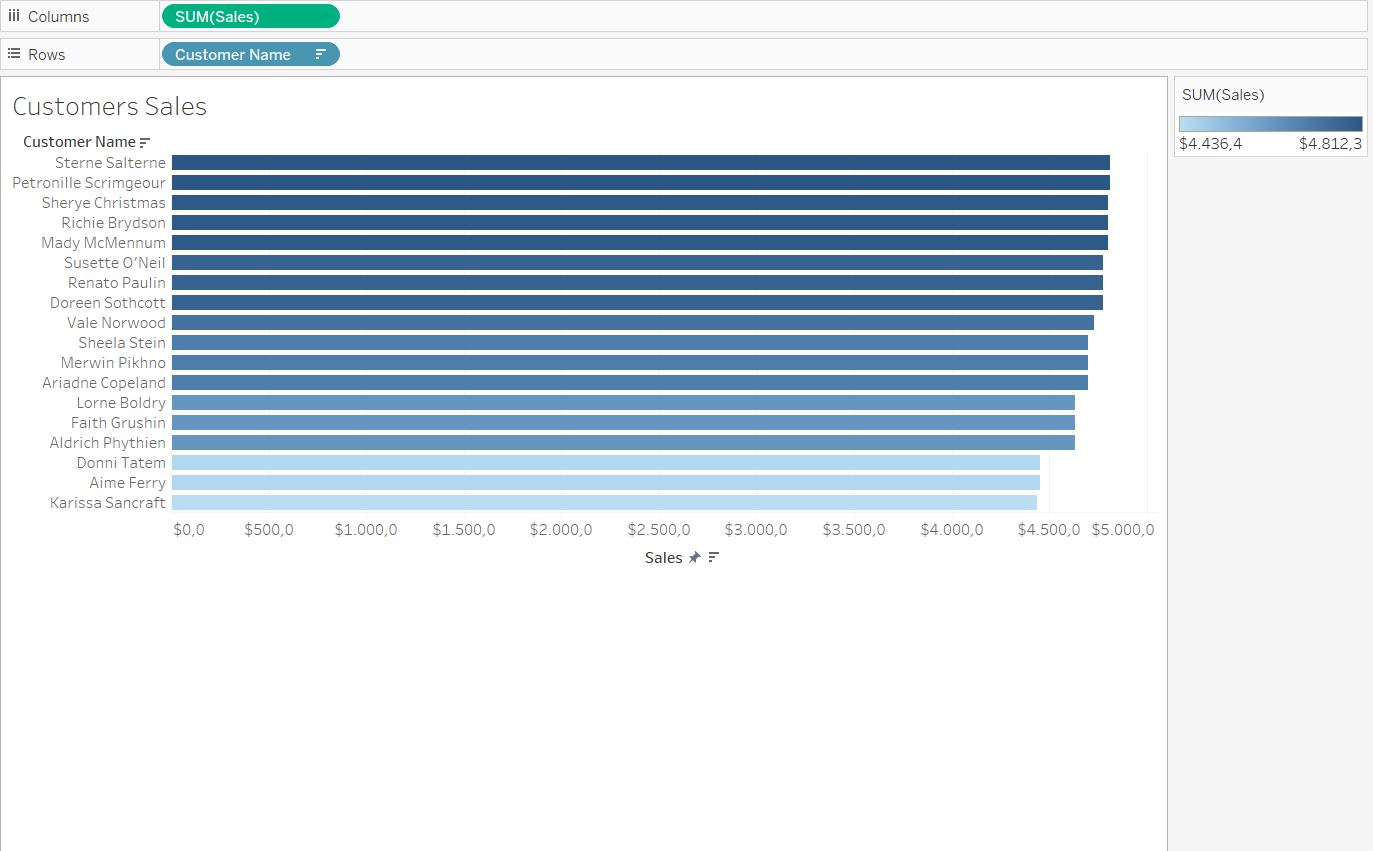 Columns SUM(Sales)
Rows Customer Name
Customers Sales
Customer Name
Sterne Salterne
Petronille Scrimgeour
Sherye Christmas
Richie Brydson
Mady McMennum
Susette O’Neil
Renato Paulin
Doreen Sothcott
Vale Norwood
Sheela Stein
Merwin Pikhno
Ariadne Copeland
Lorne Boldry
Faith Grushin
Aldrich Phythien
Donni Tatem
Aime Ferry
Karissa Sancraft
$0,0 $500,0 $1.000,0 $1.500,0 $2.000,0 $2.500,0 $3.000,0 $3.500,0 $4.000,0 $4.500,0 $5.000,0
Sales
SUM(Sales)
$4.436,4 $4.812,3